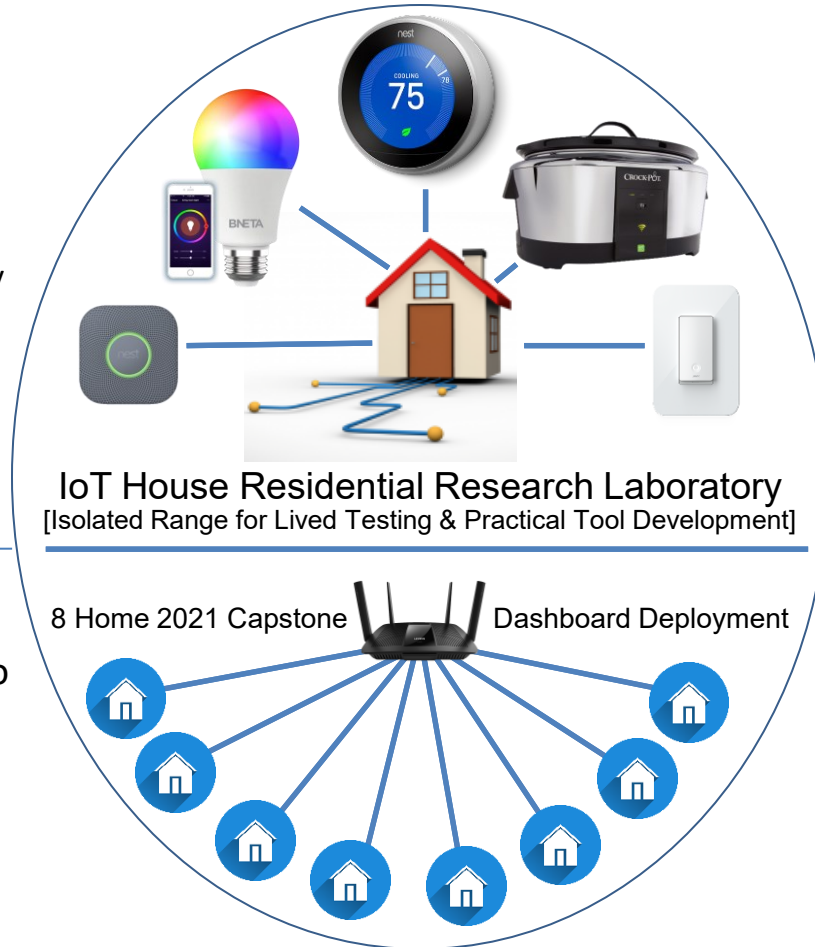 nest
COOLING
75
78
BNETA
CROCK·POT
nest
y
IoT House Residential Research Laboratory
[Isolated Range for Lived Testing & Practical Tool Development]
8 Home 2021 Capstone
Dashboard Deployment